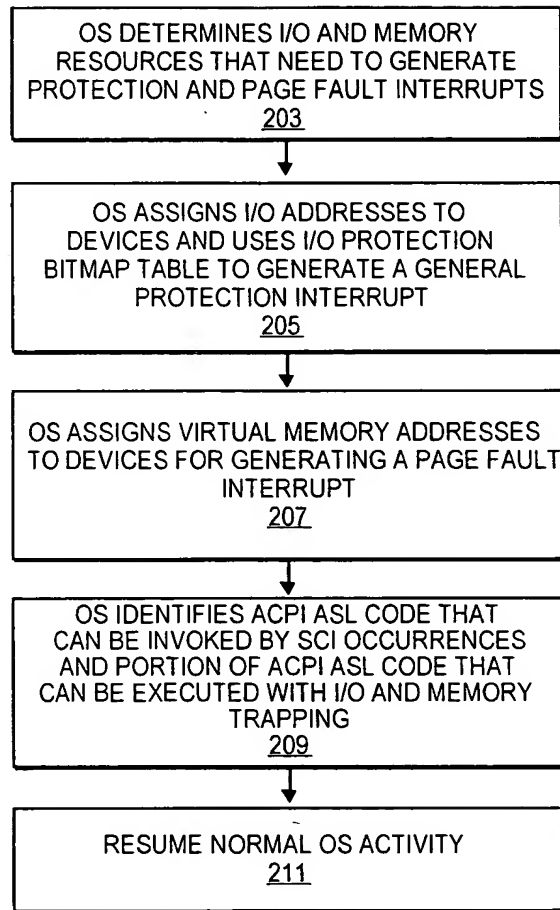 OS DETERMINES I/O AND MEMORY
RESOURCES THAT NEED TO GENERATE
PROTECTION AND PAGE FAULT INTERRUPTS
203
OS ASSIGNS I/O ADDRESSES TO
DEVICES AND USES I/O PROTECTION
BITMAP TABLE TO GENERATE A GENERAL
PROTECTION INTERRUPT
205
OS ASSIGNS VIRTUAL MEMORY ADDRESSES
TO DEVICES FOR GENERATING A PAGE FAULT
INTERRUPT
207
OS IDENTIFIES ACPI ASL CODE THAT
CAN BE INVOKED BY SCI OCCURRENCES
AND PORTION OF ACPI ASL CODE THAT
CAN BE EXECUTED WITH I/O AND MEMORY
TRAPPING
209
RESUME NORMAL OS ACTIVITY
211